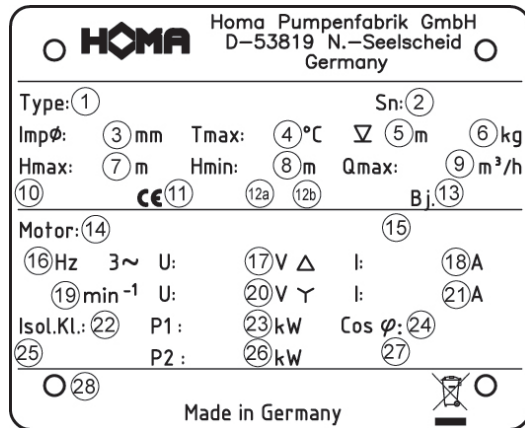 HOMA
Homa Pumpenfabrik GmbH
D-53819 N.-Seelscheid
Germany
Type: 1 Sn: 2
Impø: 3 mm Tmax: 4 °C 5 m 6 kg
Hmax: 7 m Hmin: 8 m Qmax: 9 m³/h
10 CE 11 12a 12b Bj. 13
Motor: 14 15
16 Hz 3~ U: 17 V △ I: 18 A
19 min⁻¹ U: 20 V Y I: 21 A
Isol.Kl.: 22 P1: 23 kW Cos φ: 24
25 P2: 26 kW 27
28
Made in Germany